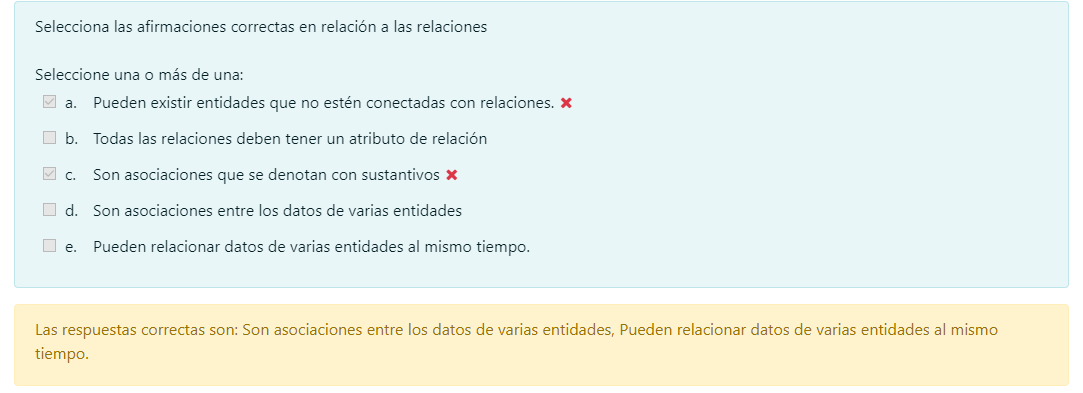 Selecciona las afirmaciones correctas en relación a las relaciones
Seleccione una o más de una:
a. Pueden existir entidades que no estén conectadas con relaciones.
b. Todas las relaciones deben tener un atributo de relación
c. Son asociaciones que se denotan con sustantivos
d. Son asociaciones entre los datos de varias entidades
e. Pueden relacionar datos de varias entidades al mismo tiempo.
Las respuestas correctas son: Son asociaciones entre los datos de varias entidades, Pueden relacionar datos de varias entidades al mismo
tiempo.